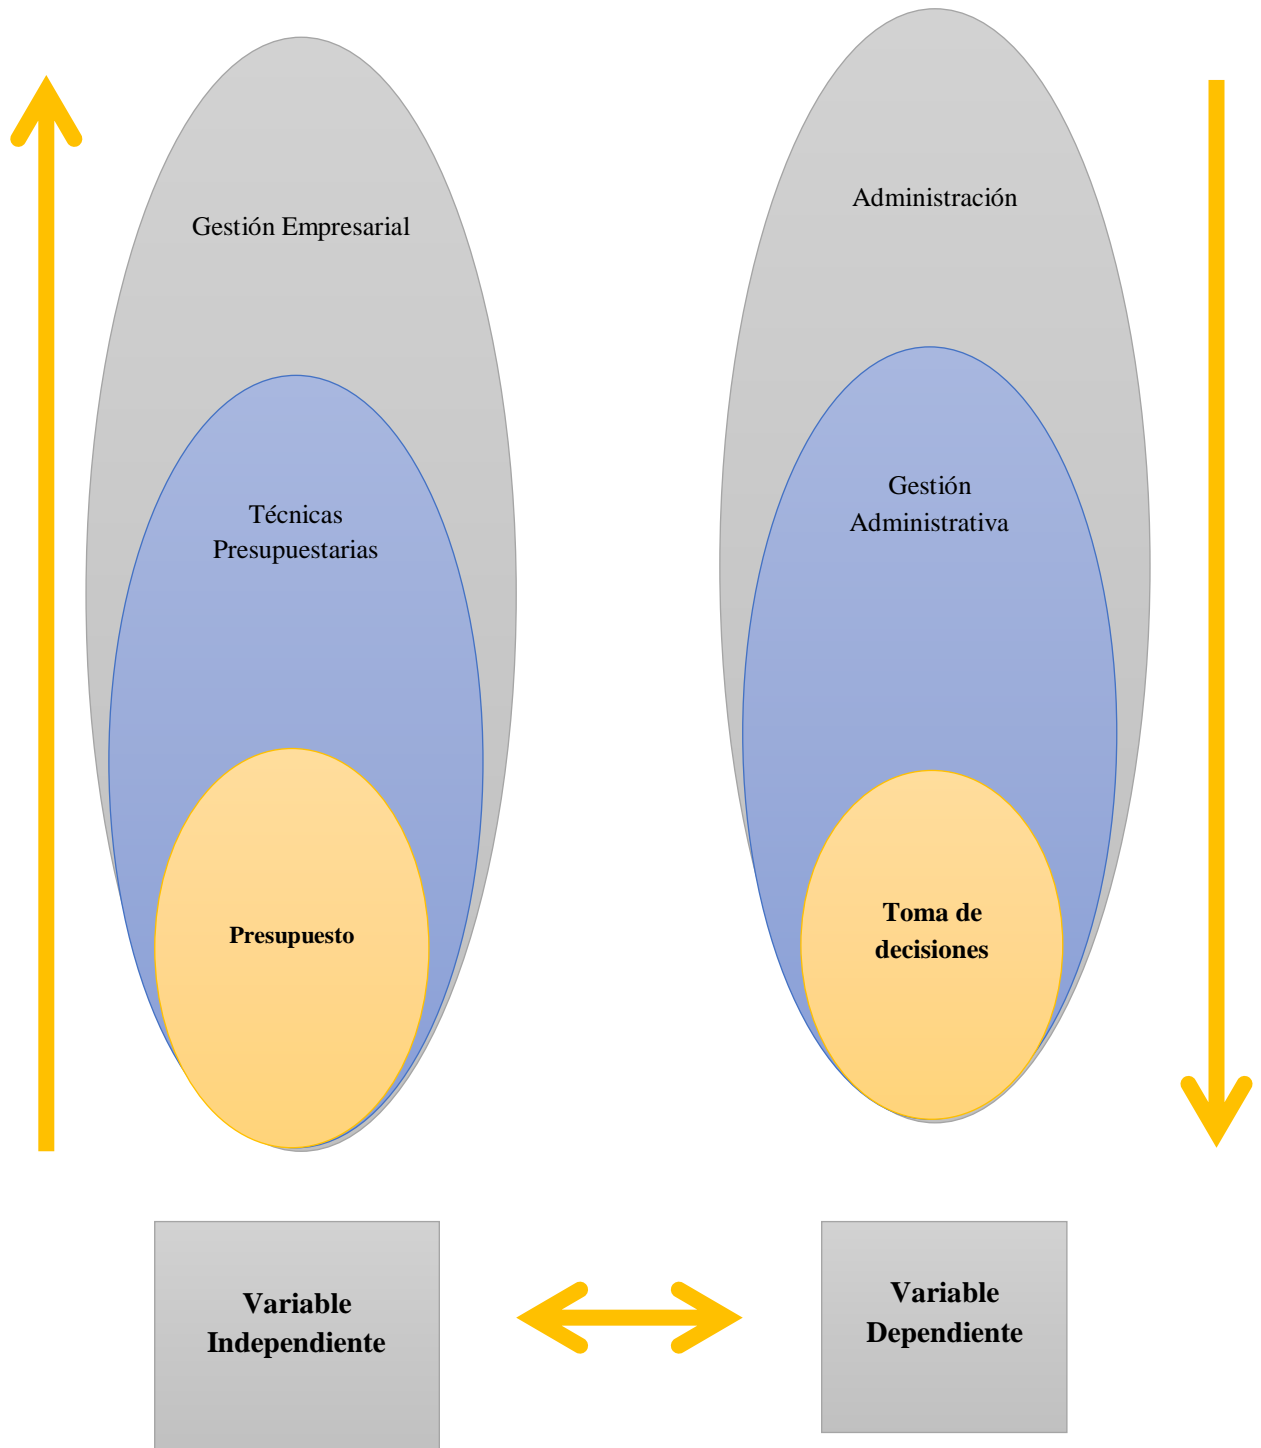 Gestión Empresarial
Técnicas
Presupuestarias
Presupuesto
Administración
Gestión
Administrativa
Toma de
decisiones
Variable
Independiente
Variable
Dependiente